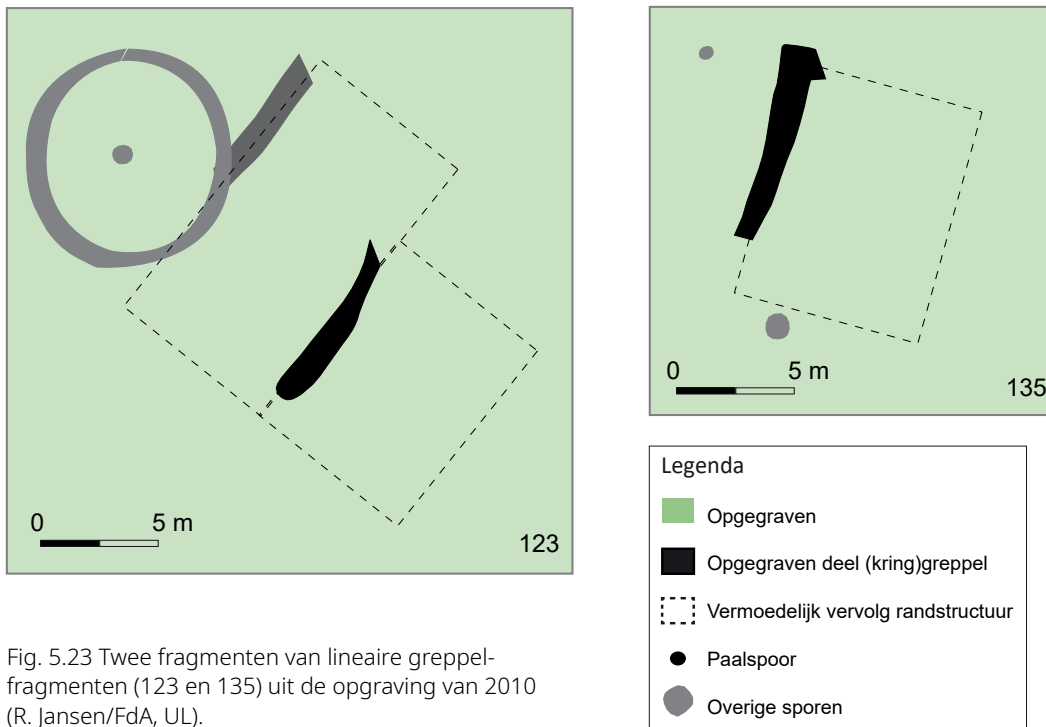 0 5 m
123
0 5 m
135
Legenda
Opgegraven
Opgegraven deel (kring)greppel
Vermoedelijk vervolg randstructuur
Paalspoor
Overige sporen
Fig. 5.23 Twee fragmenten van lineaire greppel-
fragmenten (123 en 135) uit de opgraving van 2010
(R. Jansen/FdA, UL).